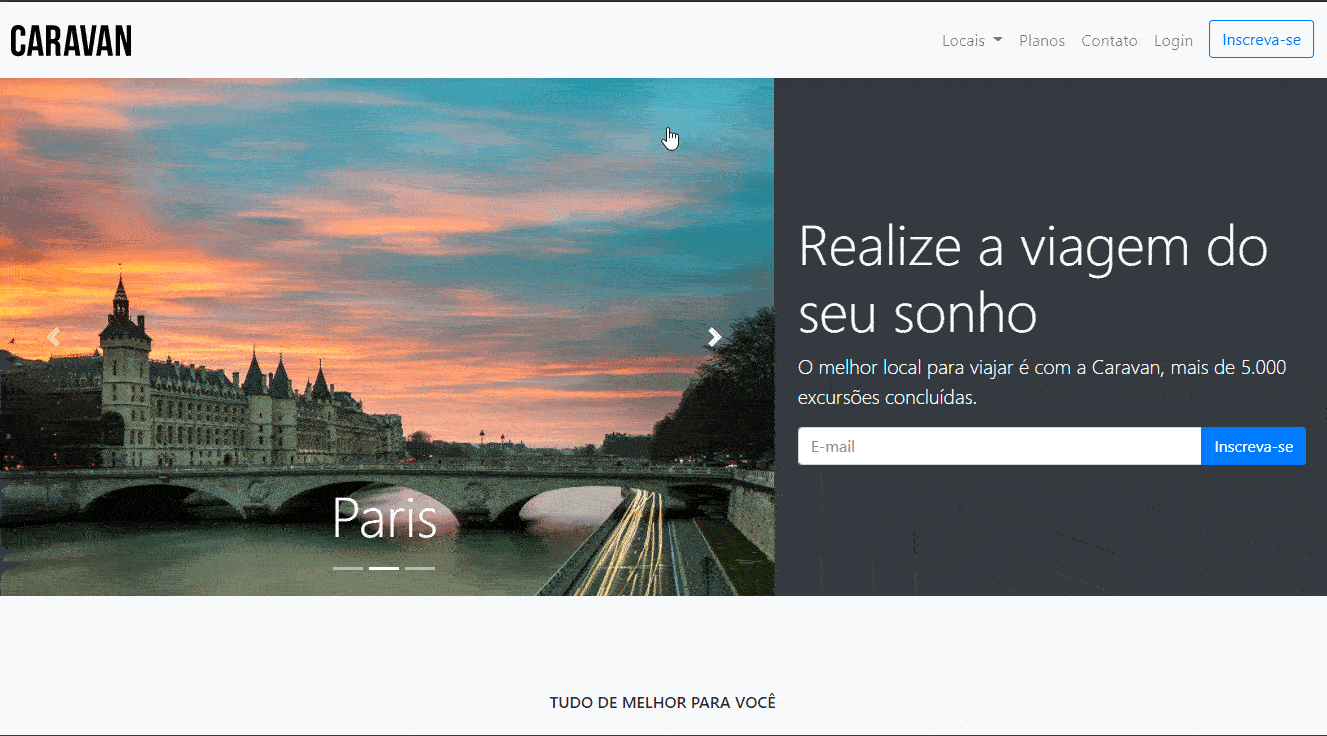 CARAVAN
Locais Planos Contato Login Inscreva-se
Realize a viagem do
seu sonho
O melhor local para viajar é com a Caravan, mais de 5.000
excursões concluídas.
E-mail Inscreva-se
Paris
TUDO DE MELHOR PARA VOCÊ